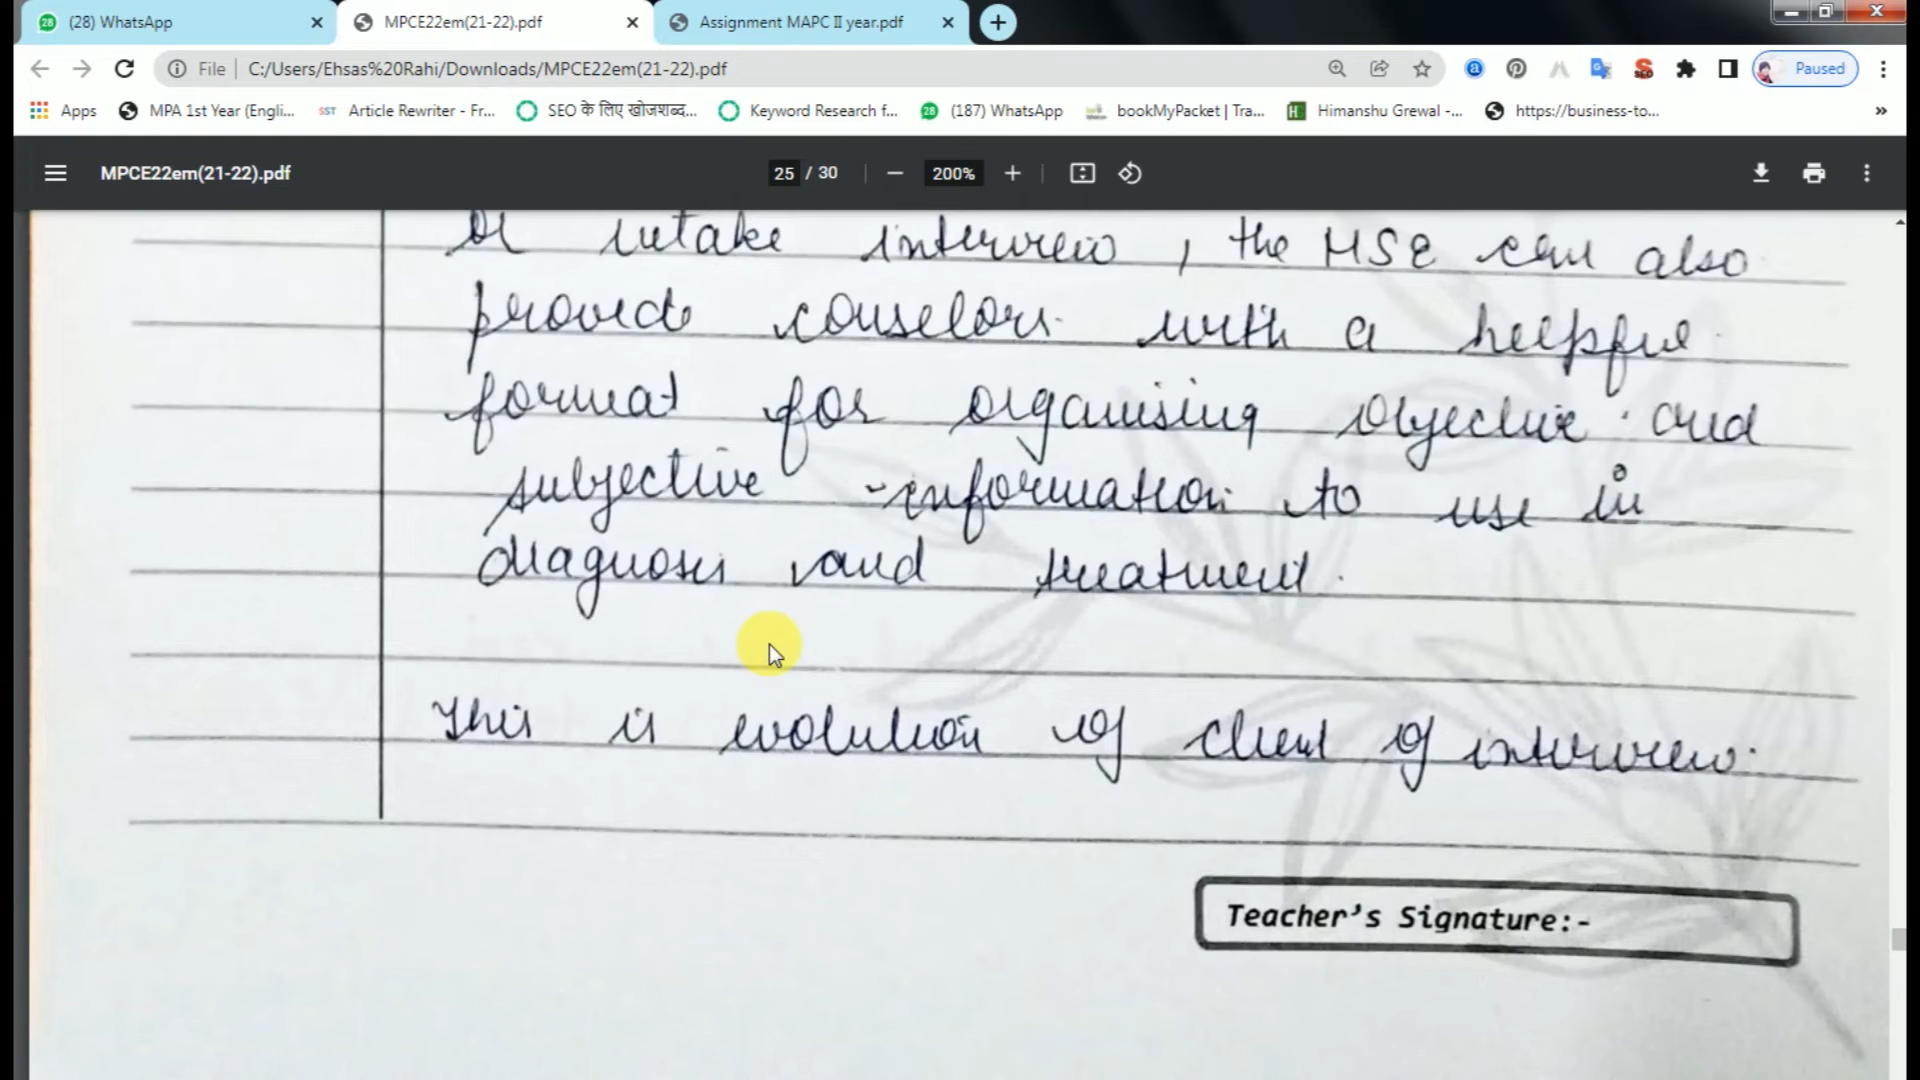 (28) WhatsApp
MPCE22em(21-22).pdf
Assignment MAPC II year.pdf
File | C:/Users/Ehsas%20Rahi/Downloads/MPCE22em(21-22).pdf
Paused
Apps
MPA 1st Year (Engli...
SST Article Rewriter - Fr...
SEO के लिए खोजशब्द...
Keyword Research f...
(187) WhatsApp
bookMyPacket | Tra...
Himanshu Grewal -...
https://business-to...
MPCE22em(21-22).pdf
25 / 30
200%
intake interview, the MSE can also
provide counselors with a helpful
format for organising objective and
subjective information to use in
diagnosis and treatment.
This is evolution of client of interview.
Teacher's Signature:-